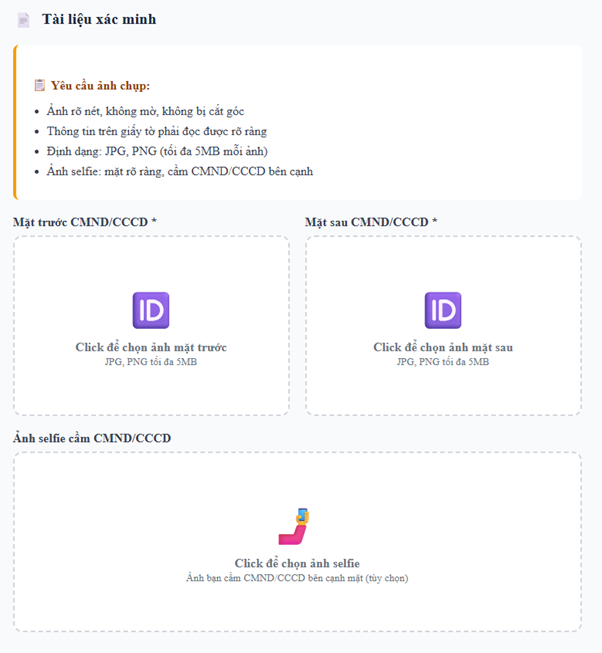 Tài liệu xác minh
Yêu cầu ảnh chụp:
Ảnh rõ nét, không mờ, không bị cắt góc
Thông tin trên giấy tờ phải đọc được rõ ràng
Định dạng: JPG, PNG (tối đa 5MB mỗi ảnh)
Ảnh selfie: mặt rõ ràng, cầm CMND/CCCD bên cạnh
Mặt trước CMND/CCCD *
Mặt sau CMND/CCCD *
ID
Click để chọn ảnh mặt trước
JPG, PNG tối đa 5MB
ID
Click để chọn ảnh mặt sau
JPG, PNG tối đa 5MB
Ảnh selfie cầm CMND/CCCD
Click để chọn ảnh selfie
Ảnh bạn cầm CMND/CCCD bên cạnh mặt (tùy chọn)